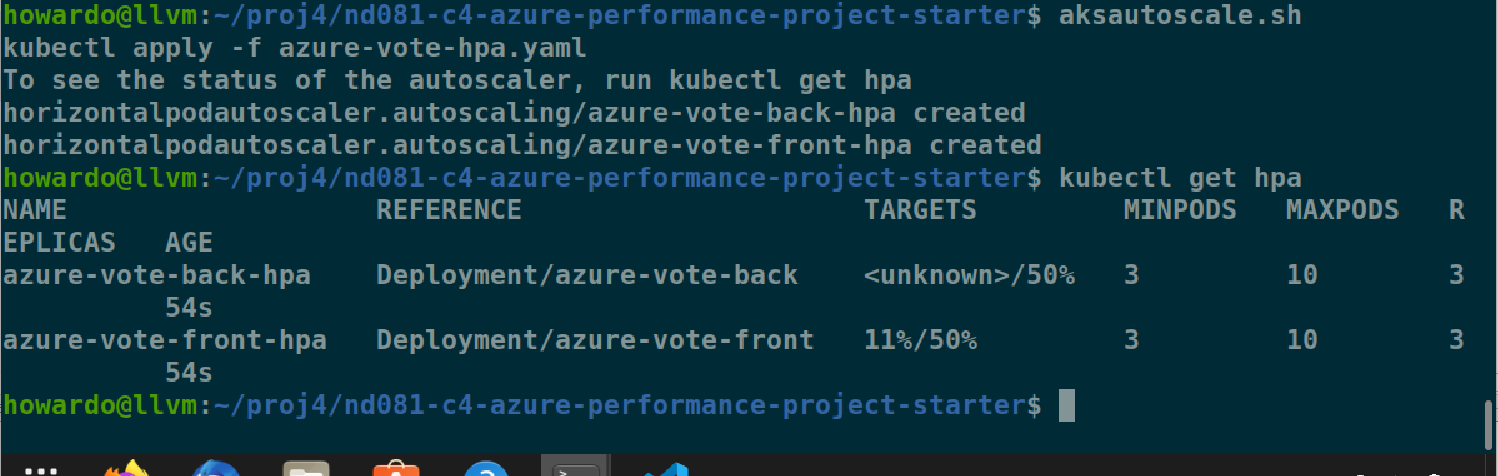 howardo@llvm:~/proj4/nd081-c4-azure-performance-project-starter$ aksautoscale.sh
kubectl apply -f azure-vote-hpa.yaml
To see the status of the autoscaler, run kubectl get hpa
horizontalpodautoscaler.autoscaling/azure-vote-back-hpa created
horizontalpodautoscaler.autoscaling/azure-vote-front-hpa created
howardo@llvm:~/proj4/nd081-c4-azure-performance-project-starter$ kubectl get hpa
NAME                   REFERENCE                     TARGETS         MINPODS   MAXPODS   R
EPLICAS   AGE
azure-vote-back-hpa    Deployment/azure-vote-back    <unknown>/50%   3         10        3
          54s
azure-vote-front-hpa   Deployment/azure-vote-front   11%/50%         3         10        3
          54s
howardo@llvm:~/proj4/nd081-c4-azure-performance-project-starter$